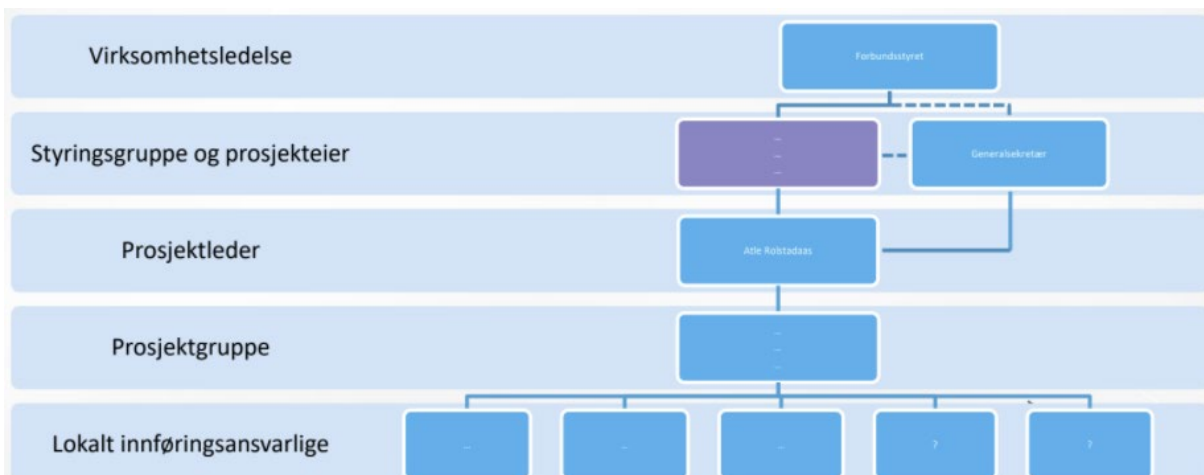 Virksomhetsledelse
Forbundsstyret
Styringsgruppe og prosjekteier
...
...
...
Generalsekretær
Prosjektleder
Atle Rolstadaas
Prosjektgruppe
...
...
...
Lokalt innføringsansvarlige
...
...
...
?
?